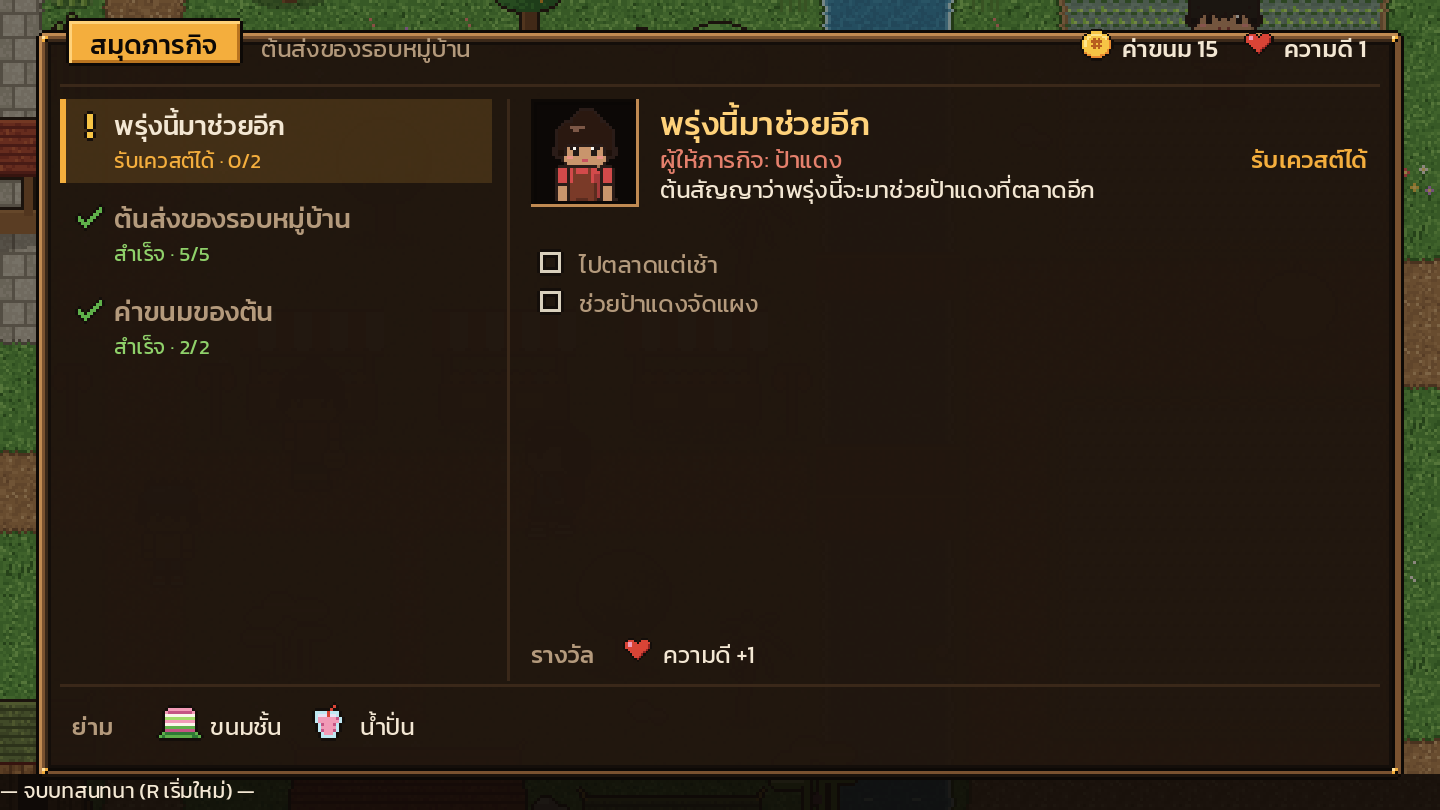 สมุดภารกิจ ต้นส่งของรอบหมู่บ้าน ค่าขนม 15 ความดี 1
! พรุ่งนี้มาช่วยอีก
รับเควสต์ได้ · 0/2
ต้นส่งของรอบหมู่บ้าน
สำเร็จ · 5/5
ค่าขนมของต้น
สำเร็จ · 2/2
พรุ่งนี้มาช่วยอีก
ผู้ให้ภารกิจ: ป้าแดง รับเควสต์ได้
ต้นสัญญาว่าพรุ่งนี้จะมาช่วยป้าแดงที่ตลาดอีก
ไปตลาดแต่เช้า
ช่วยป้าแดงจัดแผง
รางวัล ความดี +1
ย่าม ขนมชั้น น้ำปั่น
— จบบทสนทนา (R เริ่มใหม่) —